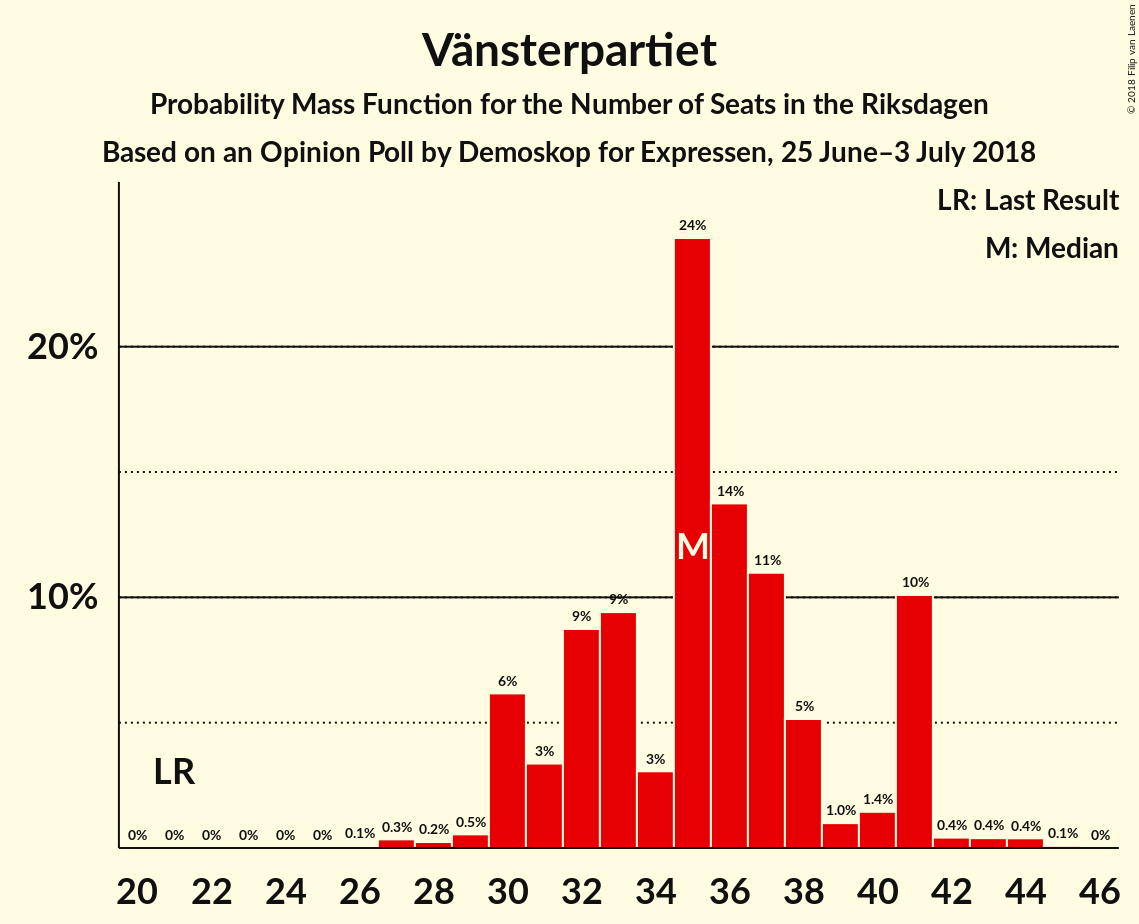 Vänsterpartiet
Probability Mass Function for the Number of Seats in the Riksdagen
Based on an Opinion Poll by Demoskop for Expressen, 25 June–3 July 2018
© 2018 Filip van Laenen
LR: Last Result
M: Median
24%
20%
14%
M
11%
10%
10%
9%
9%
6%
5%
3%
3%
LR
0% 0% 0% 0% 0% 0% 0.1% 0.3% 0.2% 0.5% 1.0% 1.4% 0.4% 0.4% 0.4% 0.1% 0%
20 22 24 26 28 30 32 34 36 38 40 42 44 46